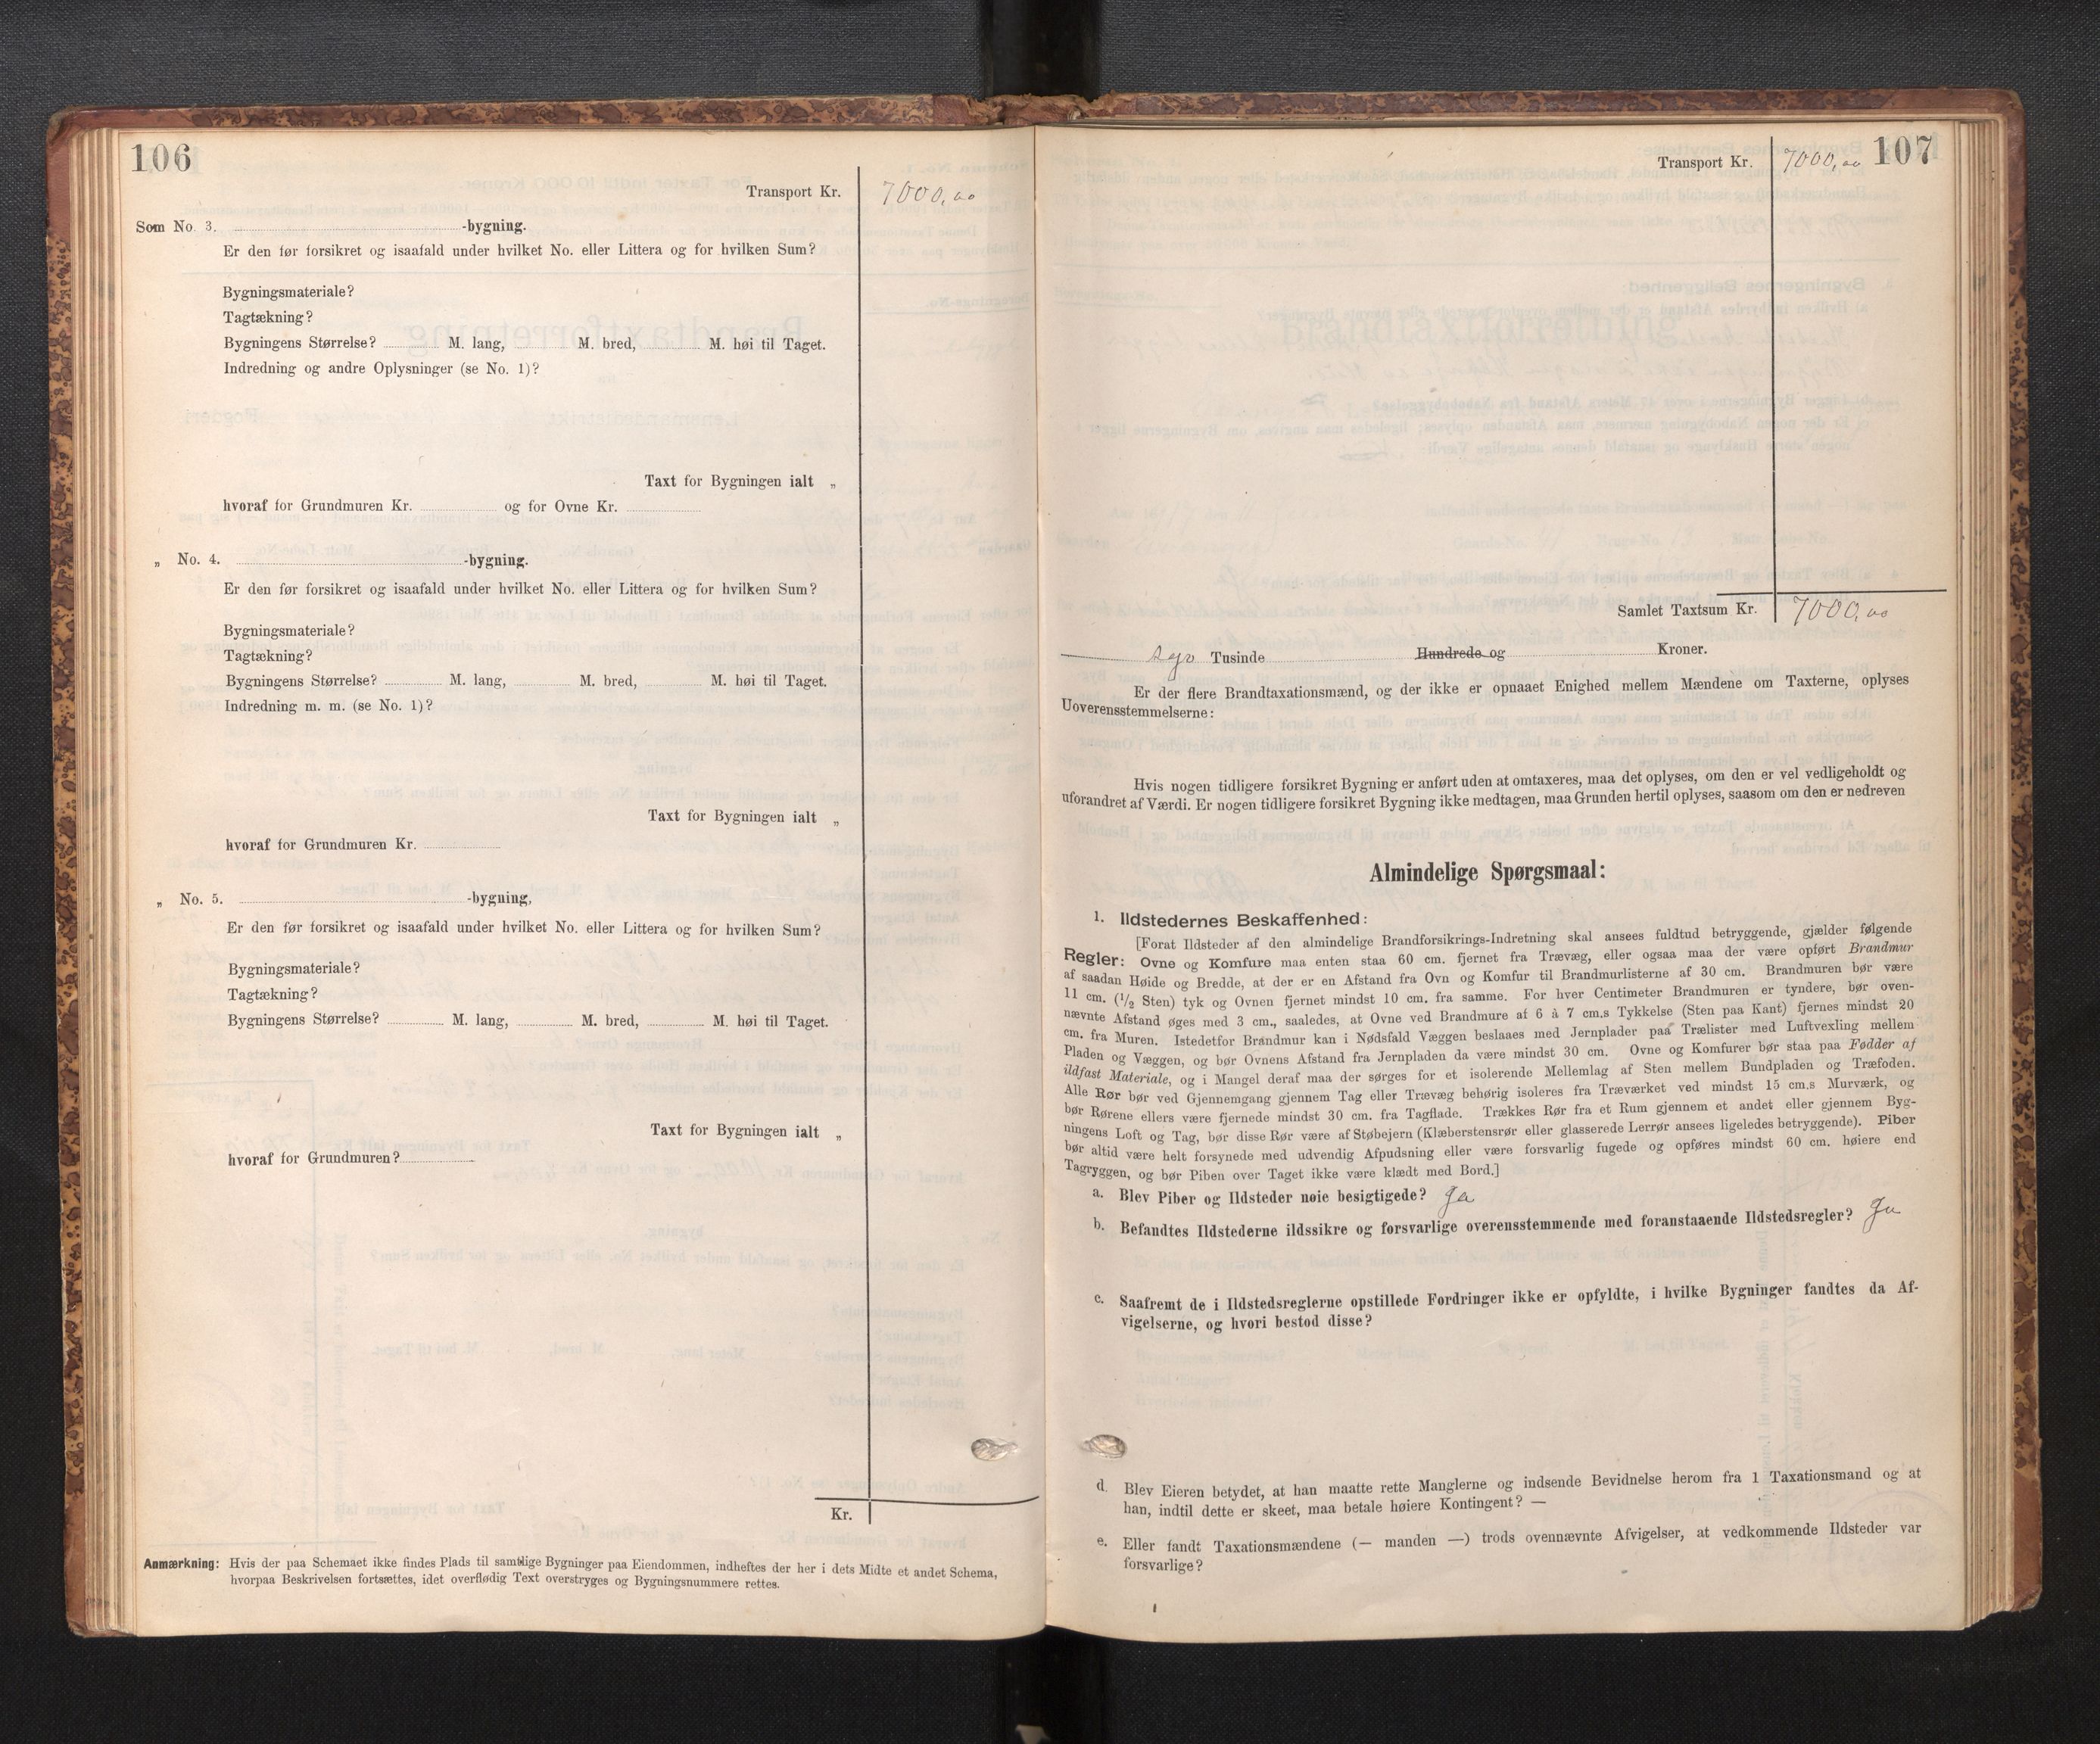 106
Transport Kr. 7000,00
Som No. 3. -bygning.
Er den før forsikret og isaafald under hvilket No. eller Littera og for hvilken Sum?
Bygningsmateriale?
Tagtækning?
Bygningens Størrelse? M. lang, M. bred, M. høi til Taget.
Indredning og andre Oplysninger (se No. 1)?
Taxt for Bygningen ialt „
hvoraf for Grundmuren Kr. og for Ovne Kr.
„ No. 4. -bygning.
Er den før forsikret og isaafald under hvilket No. eller Littera og for hvilken Sum?
Bygningsmateriale?
Tagtækning?
Bygningens Størrelse? M. lang, M. bred, M. høi til Taget.
Indredning m. m. (se No. 1)?
Taxt for Bygningen ialt „
hvoraf for Grundmuren Kr.
„ No. 5. -bygning,
Er den før forsikret og isaafald under hvilket No. eller Littera og for hvilken Sum?
Bygningsmateriale?
Tagtækning?
Bygningens Størrelse? M. lang, M. bred, M. høi til Taget.
Taxt for Bygningen ialt „
hvoraf for Grundmuren?
Kr.
Anmærkning: Hvis der paa Schemaet ikke findes Plads til samtlige Bygninger paa Eiendommen, indheftes der her i dets Midte et andet Schema,
hvorpaa Beskrivelsen fortsættes, idet overflødig Text overstryges og Bygningsnummere rettes.
107
Transport Kr. 7000,00
Samlet Taxtsum Kr. 7000,00
syv Tusinde Hundrede og Kroner.
Er der flere Brandtaxationsmænd, og der ikke er opnaaet Enighed mellem Mændene om Taxterne, oplyses
Uoverensstemmelserne:
Hvis nogen tidligere forsikret Bygning er anført uden at omtaxeres, maa det oplyses, om den er vel vedligeholdt og
uforandret af Værdi. Er nogen tidligere forsikret Bygning ikke medtagen, maa Grunden hertil oplyses, saasom om den er nedreven
Almindelige Spørgsmaal:
1. Ildstedernes Beskaffenhed:
[Forat Ildsteder af den almindelige Brandforsikrings-Indretning skal ansees fuldtud betryggende, gjælder følgende
Regler: Ovne og Komfure maa enten staa 60 cm. fjernet fra Trævæg, eller ogsaa maa der være opført Brandmur
af saadan Høide og Bredde, at der er en Afstand fra Ovn og Komfur til Brandmurlisterne af 30 cm. Brandmuren bør være
11 cm. (1/2 Sten) tyk og Ovnen fjernet mindst 10 cm. fra samme. For hver Centimeter Brandmuren er tyndere, bør oven-
nævnte Afstand øges med 3 cm., saaledes, at Ovne ved Brandmure af 6 à 7 cm.s Tykkelse (Sten paa Kant) fjernes mindst 20
cm. fra Muren. Istedetfor Brandmur kan i Nødsfald Væggen beslaaes med Jernplader paa Trælister med Luftvexling mellem
Pladen og Væggen, og bør Ovnens Afstand fra Jernpladen da være mindst 30 cm. Ovne og Komfurer bør staa paa Fødder af
ildfast Materiale, og i Mangel deraf maa der sørges for et isolerende Mellemlag af Sten mellem Bundpladen og Træfoden.
Alle Rør bør ved Gjennemgang gjennem Tag eller Trævæg behørig isoleres fra Træværket ved mindst 15 cm.s Murværk, og
bør Rørene ellers være fjernede mindst 30 cm. fra Tagflade. Trækkes Rør fra et Rum gjennem et andet eller gjennem Byg-
ningens Loft og Tag, bør disse Rør være af Støbejern (Klæberstensrør eller glasserede Lerrør ansees ligeledes betryggende). Piber
bør altid være helt forsynede med udvendig Afpudsning eller være forsvarlig fugede og opføres mindst 60 cm. høiere end
Tagryggen, og bør Piben over Taget ikke være klædt med Bord.]
a. Blev Piber og Ildsteder nøie besigtigede? Ja
b. Befandtes Ildstederne ildssikre og forsvarlige overensstemmende med foranstaaende Ildstedsregler? Ja
c. Saafremt de i Ildstedsreglerne opstillede Fordringer ikke er opfyldte, i hvilke Bygninger fandtes da Af-
vigelserne, og hvori bestod disse?
d. Blev Eieren betydet, at han maatte rette Manglerne og indsende Bevidnelse herom fra 1 Taxationsmand og at
han, indtil dette er skeet, maa betale høiere Kontingent? —
e. Eller fandt Taxationsmændene (— manden —) trods ovennævnte Afvigelser, at vedkommende Ildsteder var
forsvarlige?